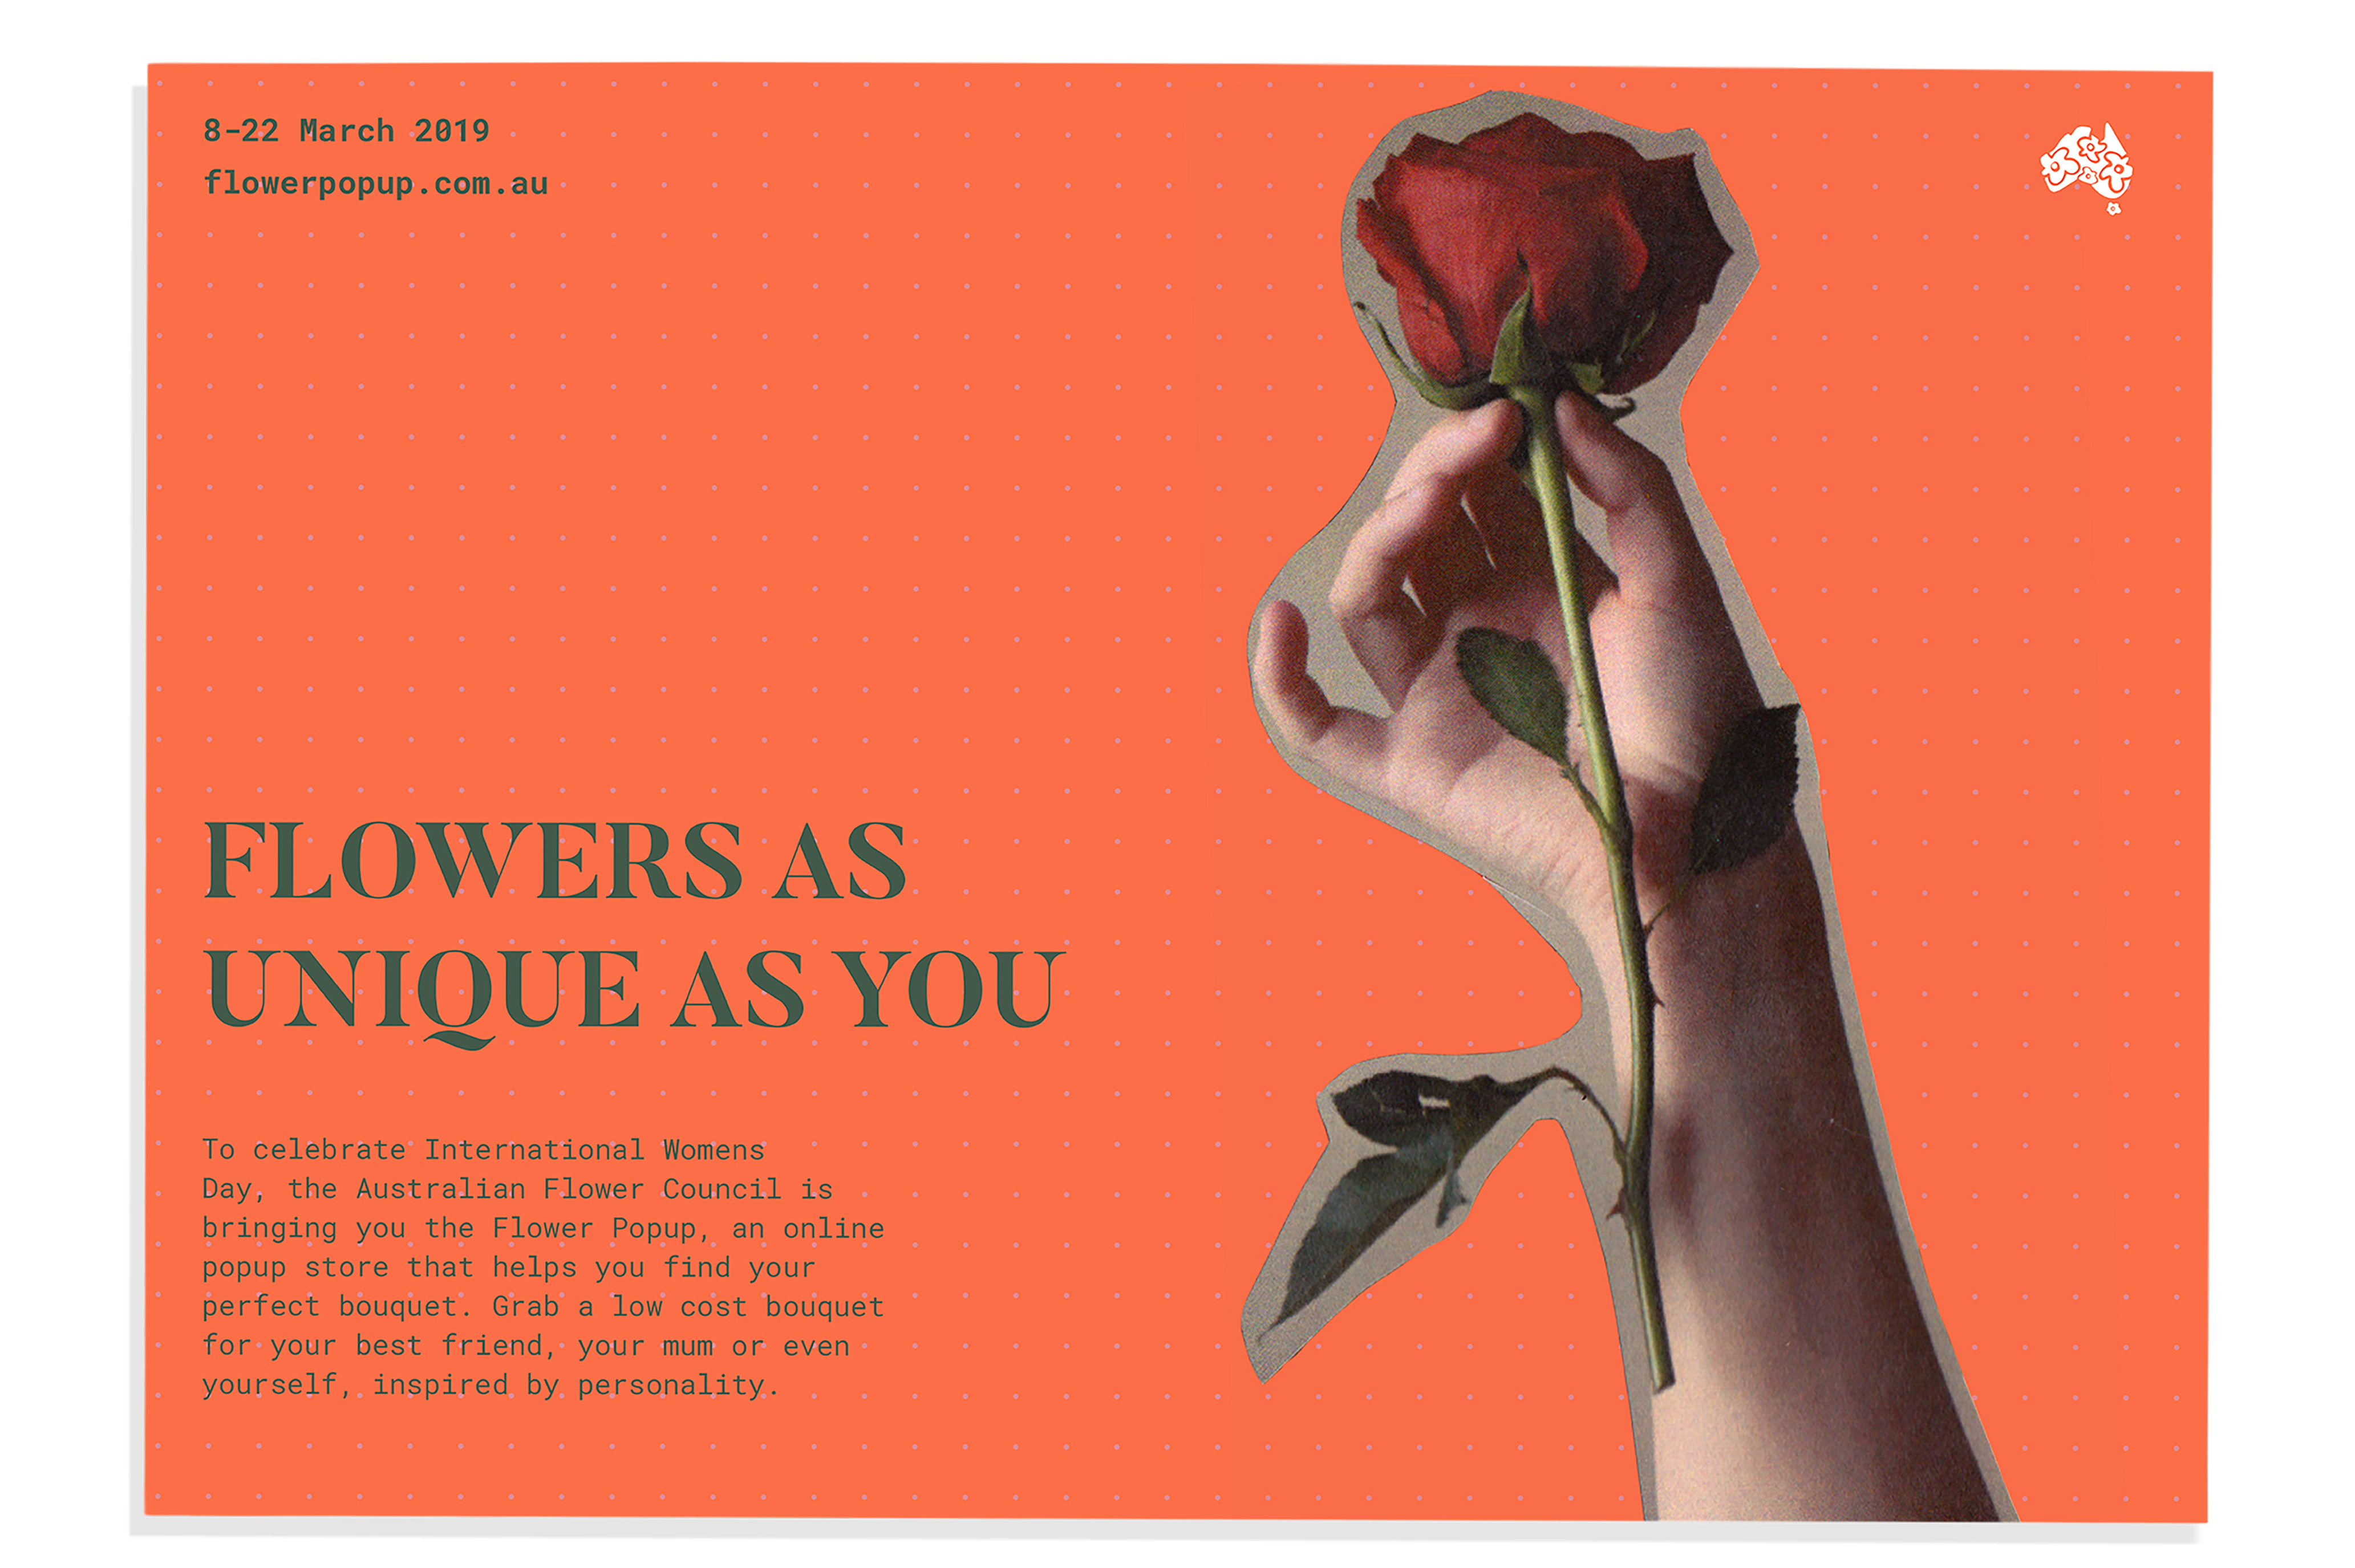 8–22 March 2019
flowerpopup.com.au
FLOWERS AS
UNIQUE AS YOU
To celebrate International Womens
Day, the Australian Flower Council is
bringing you the Flower Popup, an online
popup store that helps you find your
perfect bouquet. Grab a low cost bouquet
for your best friend, your mum or even
yourself, inspired by personality.